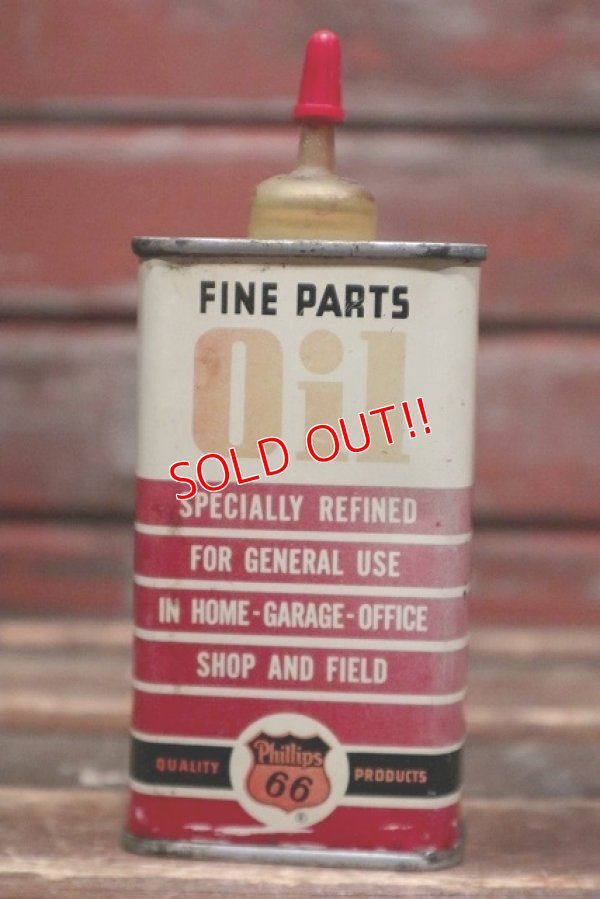 FINE PARTS
Oil
SOLD OUT!!
SPECIALLY REFINED
FOR GENERAL USE
IN HOME-GARAGE-OFFICE
SHOP AND FIELD
QUALITY Phillips 66 ® PRODUCTS